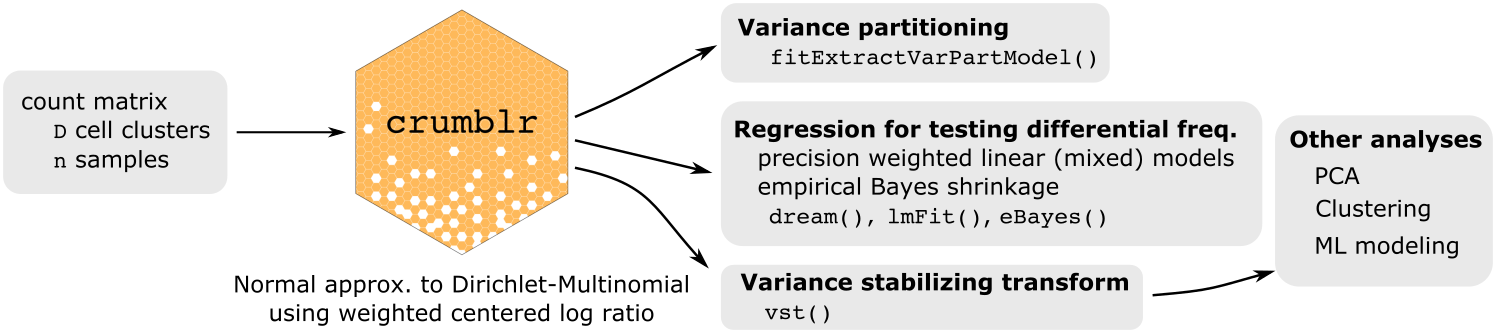 count matrix
D cell clusters
n samples
crumblr
Normal approx. to Dirichlet-Multinomial
using weighted centered log ratio
Variance partitioning
fitExtractVarPartModel()
Regression for testing differential freq.
precision weighted linear (mixed) models
empirical Bayes shrinkage
dream(), lmFit(), eBayes()
Variance stabilizing transform
vst()
Other analyses
PCA
Clustering
ML modeling